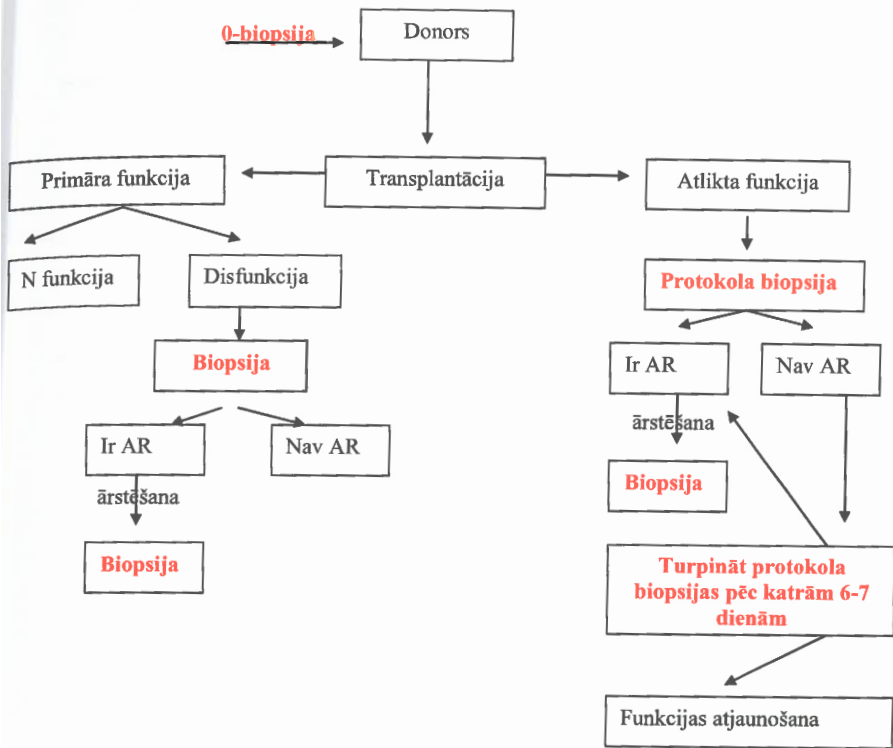 0-biopsija
Donors
Primāra funkcija
Transplantācija
Atlikta funkcija
N funkcija
Disfunkcija
Protokola biopsija
Biopsija
Ir AR
Nav AR
ārstēšana
Biopsija
Ir AR
Nav AR
ārstēšana
Biopsija
Turpināt protokola
biopsijas pēc katrām 6-7
dienām
Funkcijas atjaunošana